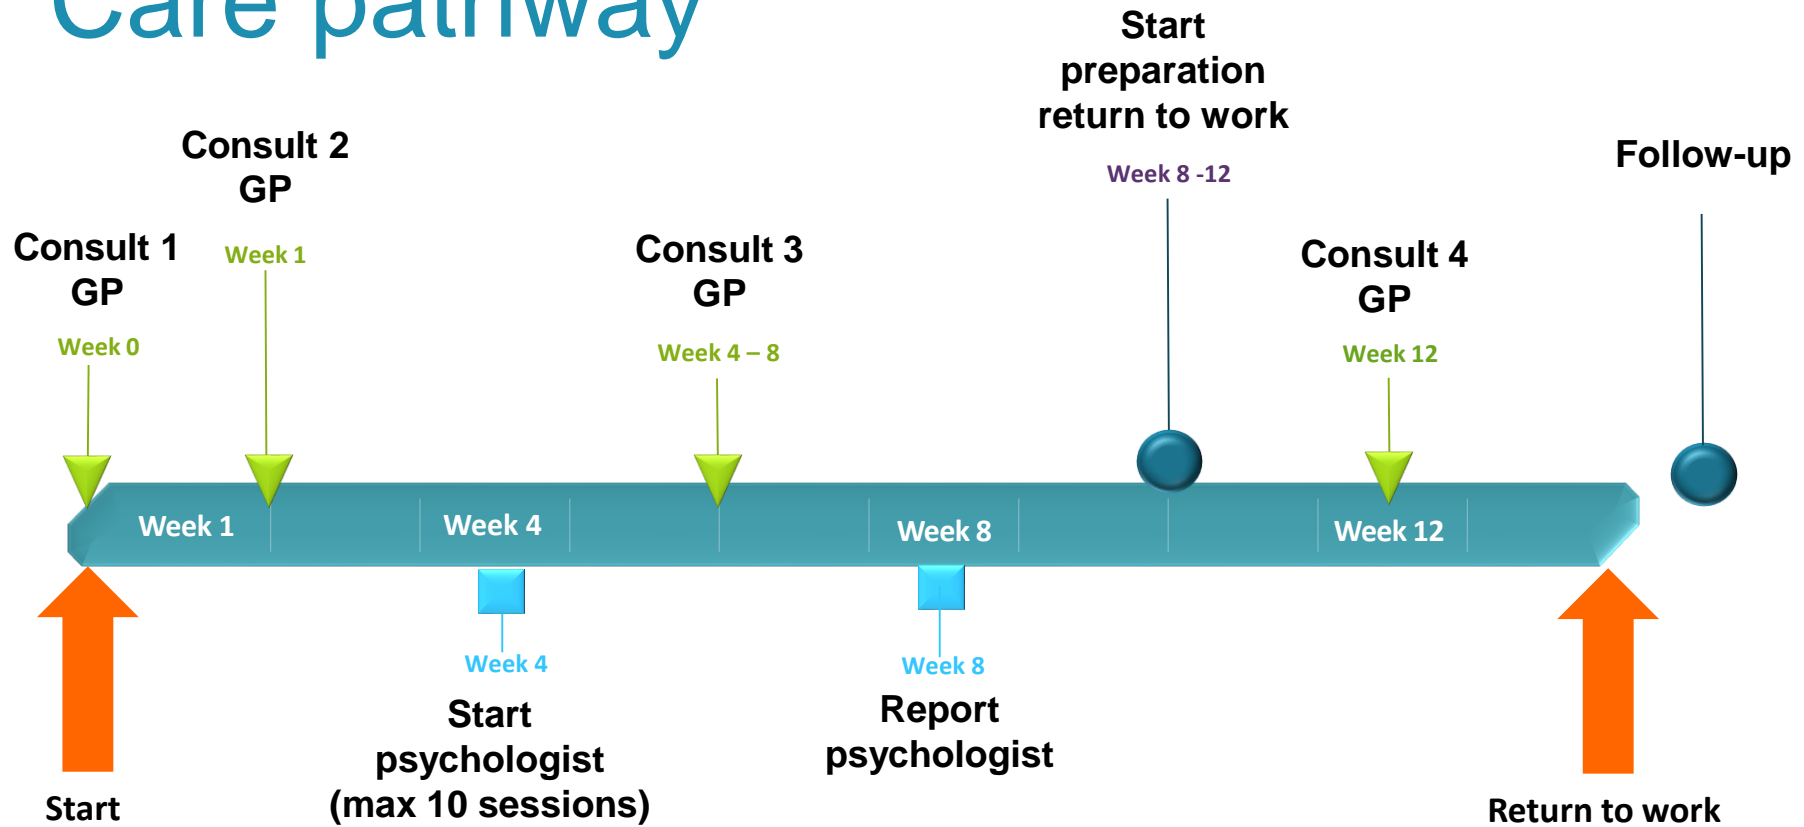 Care pathway
Start
preparation
return to work
Week 8 -12
Follow-up
Consult 2
GP
Week 1
Consult 1
GP
Week 0
Consult 3
GP
Week 4 – 8
Consult 4
GP
Week 12
Week 1
Week 4
Week 8
Week 12
Week 4
Start
psychologist
(max 10 sessions)
Week 8
Report
psychologist
Start
Return to work